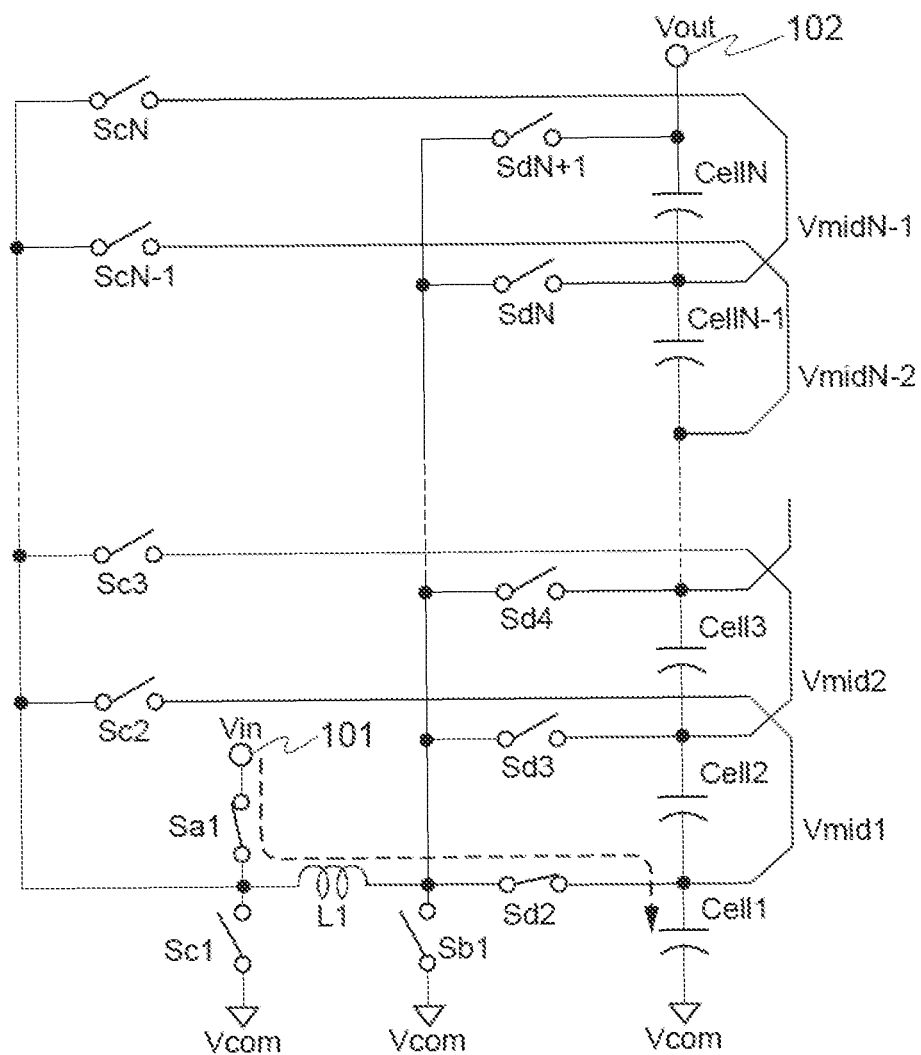 Vout
102
ScN
SdN+1
CellN
VmidN-1
ScN-1
SdN
CellN-1
VmidN-2
Sc3
Sd4
Cell3
Vmid2
Sc2
Vin
101
Sd3
Cell2
Sa1
Vmid1
L1
Sd2
Cell1
Sc1
Sb1
Vcom
Vcom
Vcom